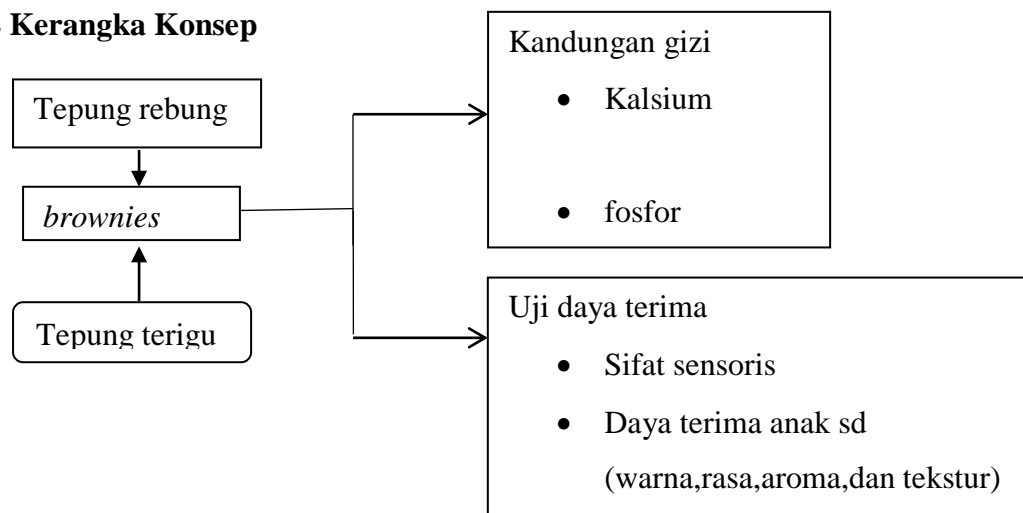 Kerangka Konsep
Tepung rebung
brownies
Tepung terigu
Kandungan gizi
• Kalsium
• fosfor
Uji daya terima
• Sifat sensoris
• Daya terima anak sd
(warna,rasa,aroma,dan tekstur)